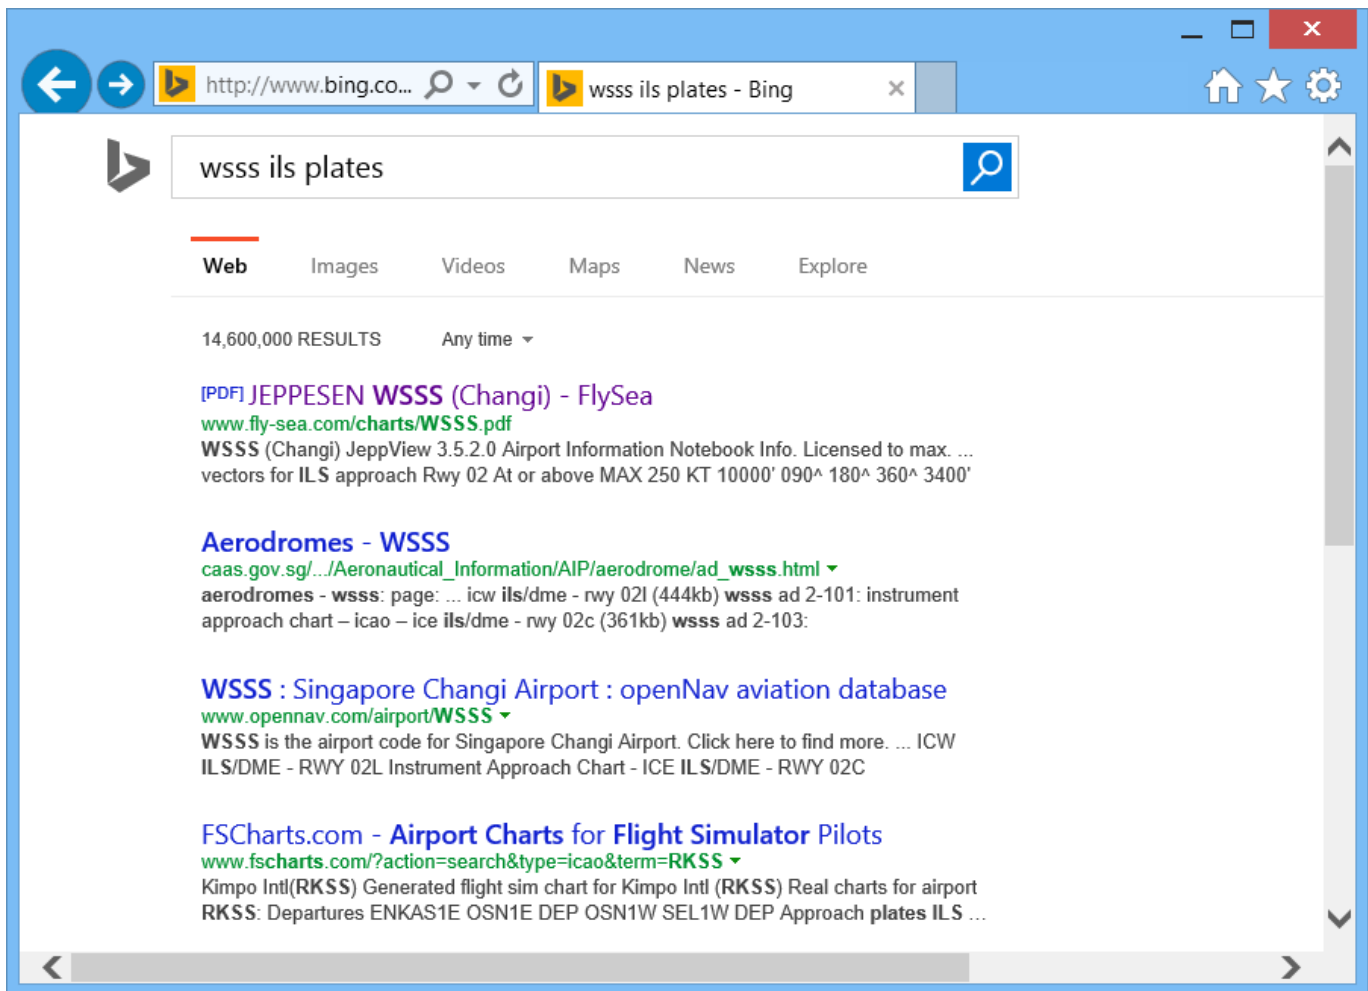 http://www.bing.co...
wsss ils plates - Bing
wsss ils plates
Web Images Videos Maps News Explore
14,600,000 RESULTS Any time
[PDF] JEPPESEN WSSS (Changi) - FlySea
www.fly-sea.com/charts/WSSS.pdf
WSSS (Changi) JeppView 3.5.2.0 Airport Information Notebook Info. Licensed to max. ...
vectors for ILS approach Rwy 02 At or above MAX 250 KT 10000' 090^ 180^ 360^ 3400'
Aerodromes - WSSS
caas.gov.sg/.../Aeronautical_Information/AIP/aerodrome/ad_wsss.html
aerodromes - wsss: page: ... icw ils/dme - rwy 02l (444kb) wsss ad 2-101: instrument
approach chart – icao – ice ils/dme - rwy 02c (361kb) wsss ad 2-103:
WSSS : Singapore Changi Airport : openNav aviation database
www.opennav.com/airport/WSSS
WSSS is the airport code for Singapore Changi Airport. Click here to find more. ... ICW
ILS/DME - RWY 02L Instrument Approach Chart - ICE ILS/DME - RWY 02C
FSCharts.com - Airport Charts for Flight Simulator Pilots
www.fscharts.com/?action=search&type=icao&term=RKSS
Kimpo Intl(RKSS) Generated flight sim chart for Kimpo Intl (RKSS) Real charts for airport
RKSS: Departures ENKAS1E OSN1E DEP OSN1W SEL1W DEP Approach plates ILS ...